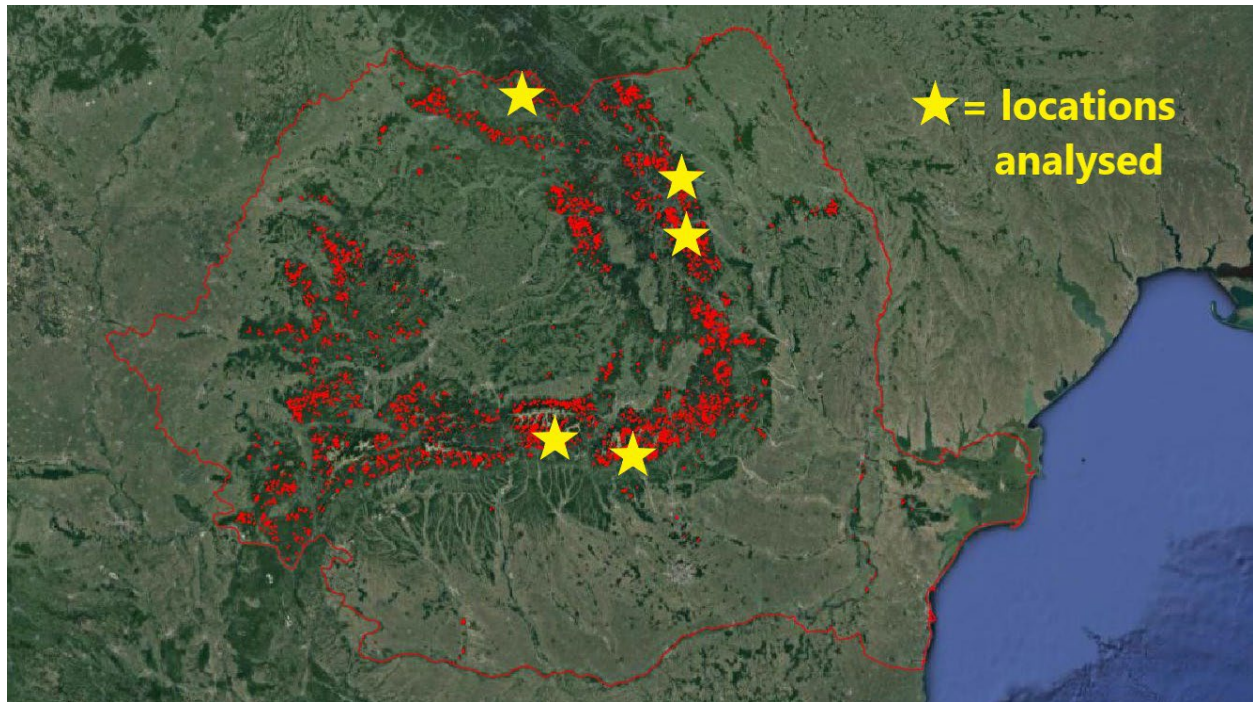 = locations
analysed